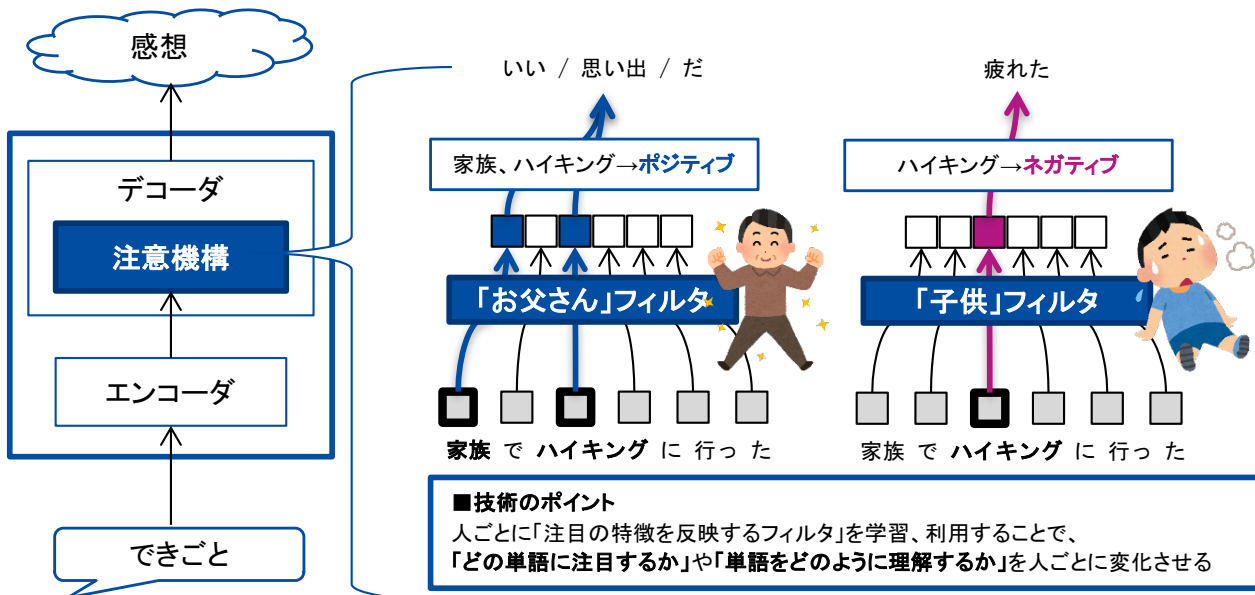 感想
デコーダ
注意機構
エンコーダ
できごと
いい / 思い出 / だ
家族、ハイキング→ポジティブ
「お父さん」フィルタ
家族 で ハイキング に 行っ た
疲れた
ハイキング→ネガティブ
「子供」フィルタ
家族 で ハイキング に 行っ た
■技術のポイント
人ごとに「注目の特徴を反映するフィルタ」を学習、利用することで、
「どの単語に注目するか」や「単語をどのように理解するか」を人ごとに変化させる